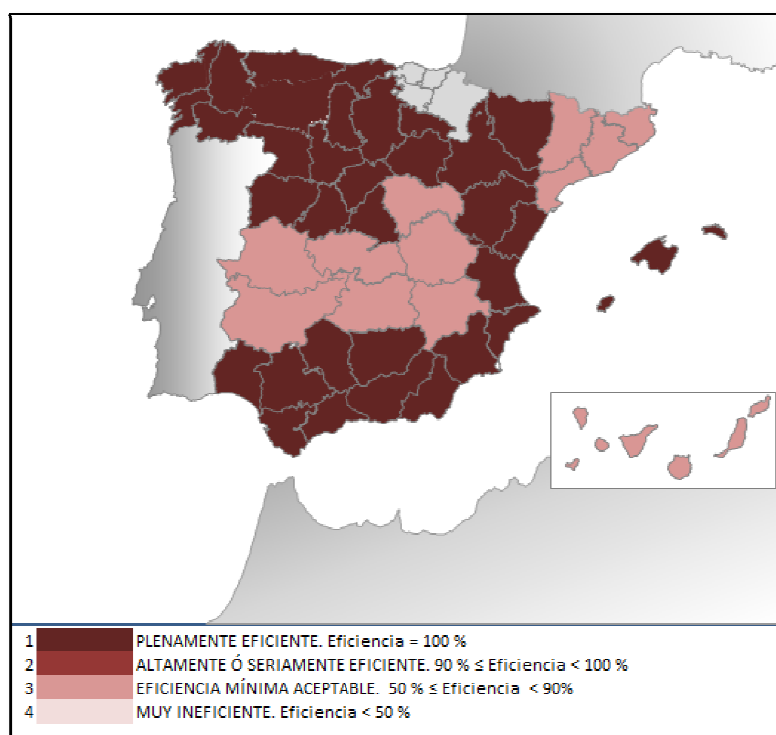 1 PLENAMENTE EFICIENTE. Eficiencia = 100 %
2 ALTAMENTE Ó SERIAMENTE EFICIENTE. 90 % ≤ Eficiencia < 100 %
3 EFICIENCIA MÍNIMA ACEPTABLE. 50 % ≤ Eficiencia < 90%
4 MUY INEFICIENTE. Eficiencia < 50 %